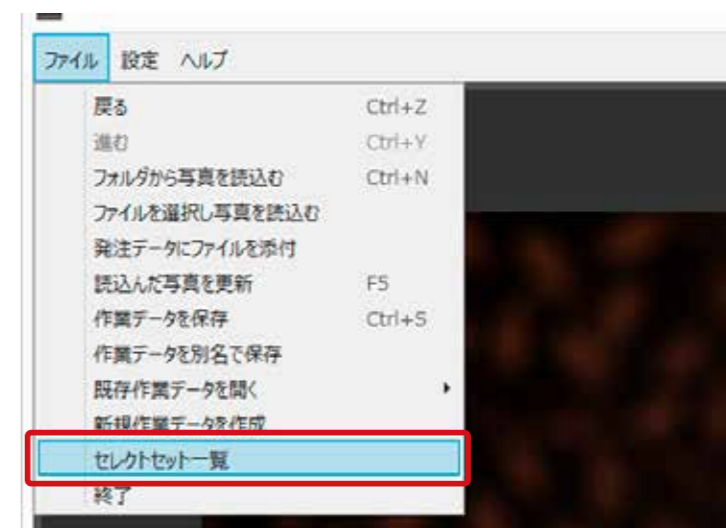 ファイル 設定 ヘルプ
戻る Ctrl+Z
進む Ctrl+Y
フォルダから写真を読込む Ctrl+N
ファイルを選択し写真を読込む
発注データにファイルを添付
読込んだ写真を更新 F5
作業データを保存 Ctrl+S
作業データを別名で保存
既存作業データを開く
新規作業データを作成
セレクトセット一覧
終了